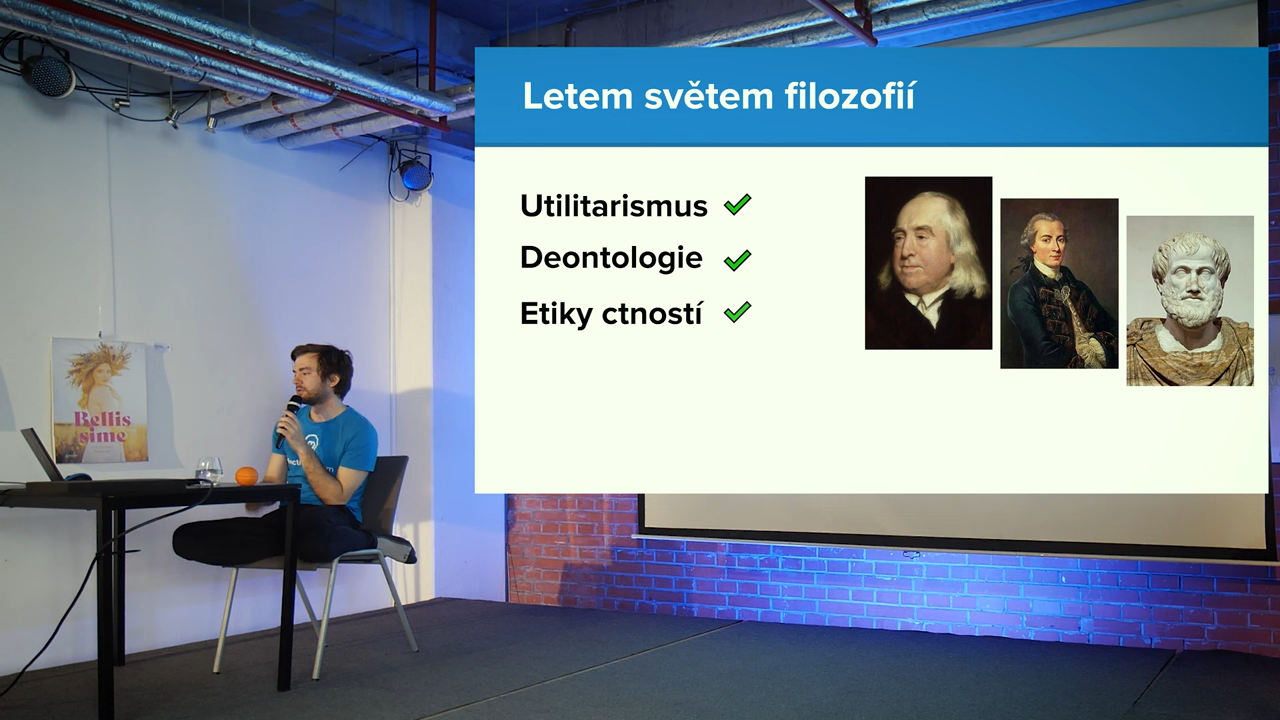 Letem světem filozofií
Utilitarismus
Deontologie
Etiky ctností
Bellis
sime